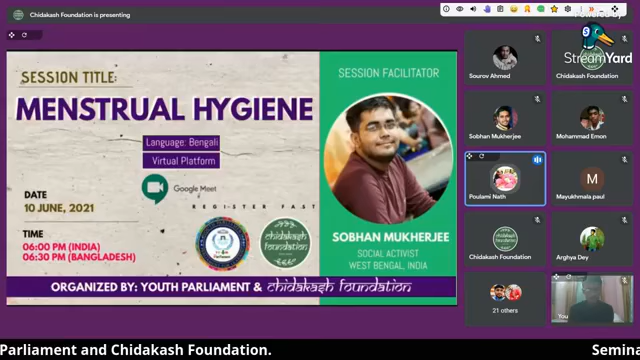 Chidakash Foundation is presenting
Powered by
StreamYard
SESSION TITLE:
MENSTRUAL HYGIENE
Language: Bengali
Virtual Platform
Google Meet
REGISTER FAST
DATE
10 JUNE, 2021
TIME
06:00 PM (INDIA)
06:30 PM (BANGLADESH)
chidakash
foundation
SESSION FACILITATOR
SOBHAN MUKHERJEE
SOCIAL ACTIVIST
WEST BENGAL, INDIA
ORGANIZED BY: YOUTH PARLIAMENT & chidakash foundation
Sourov Ahmed
Chidakash Foundation
Sobhan Mukherjee
Mohammad Emon
Poulami Nath
M
Mayukhmala paul
Chidakash Foundation
Arghya Dey
21 others
You
Parliament and Chidakash Foundation.
Semina